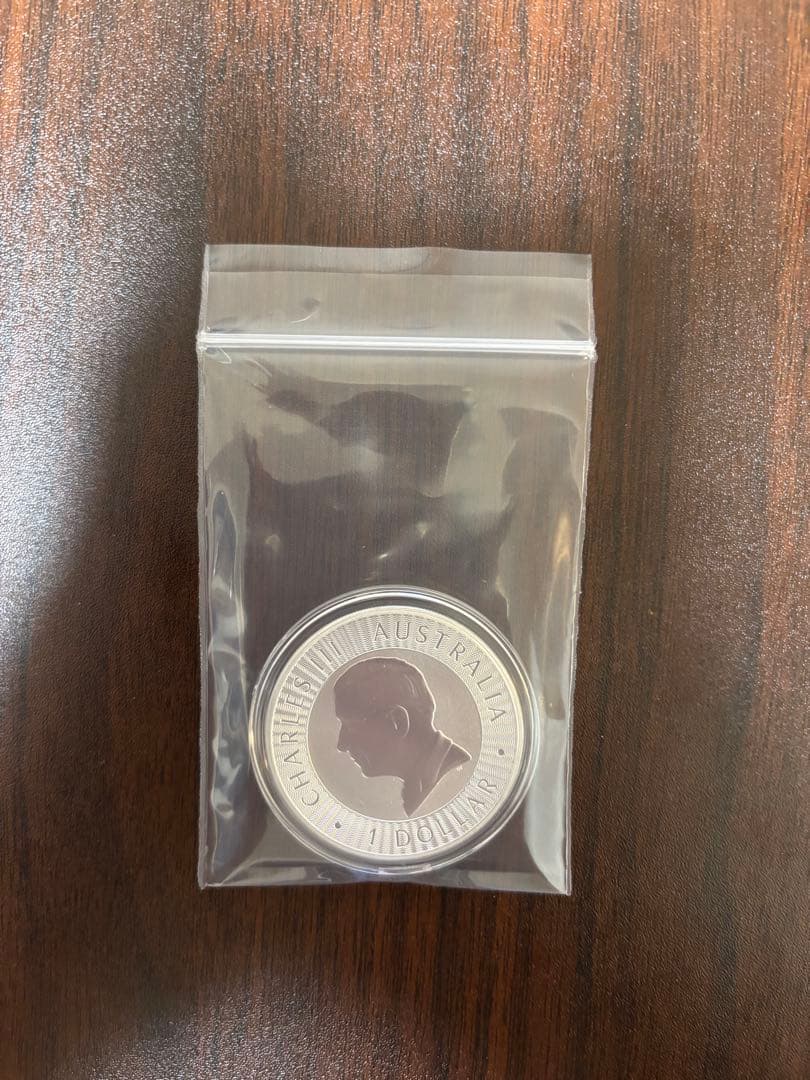 CHARLES III AUSTRALIA
• 1 DOLLAR •